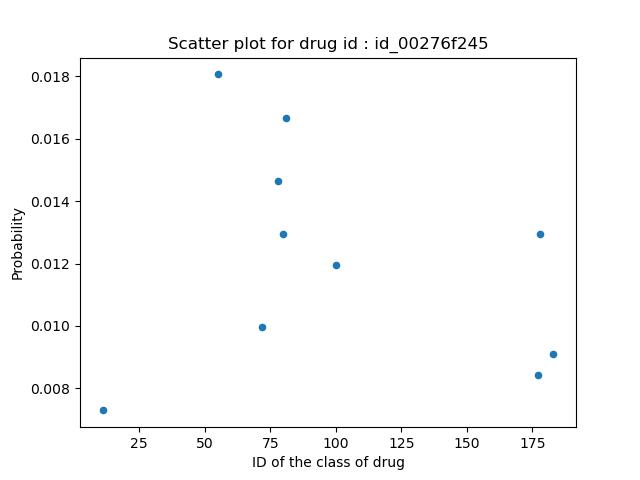 Scatter plot for drug id : id_00276f245
0.018
0.016
0.014
0.012
0.010
0.008
Probability
25 50 75 100 125 150 175
ID of the class of drug